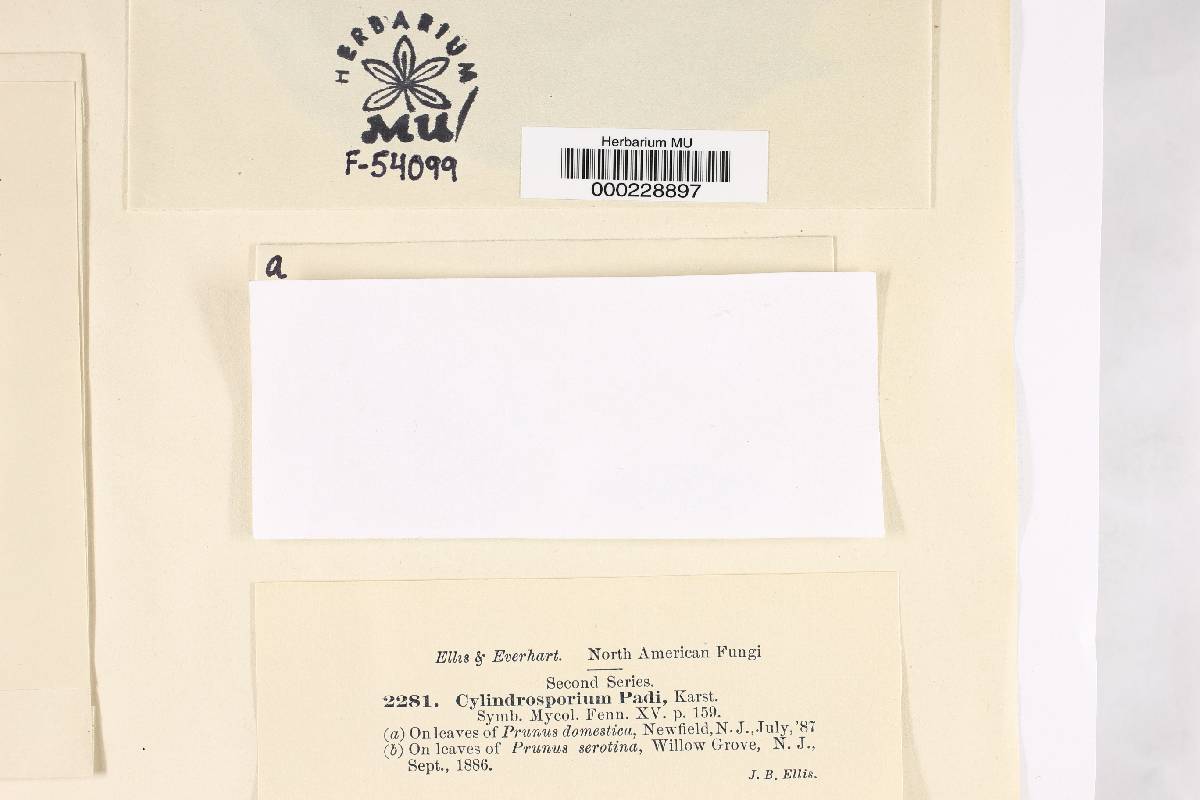 HERBARIUM
MU
F-54099
Herbarium MU
000228897
a
Ellis & Everhart. North American Fungi
Second Series.
2281. Cylindrosporium Padi, Karst.
Symb. Mycol. Fenn. XV. p. 159.
(a) On leaves of Prunus domestica, Newfield, N. J., July, '87
(b) On leaves of Prunus serotina, Willow Grove, N. J.,
Sept., 1886.
J. B. Ellis.